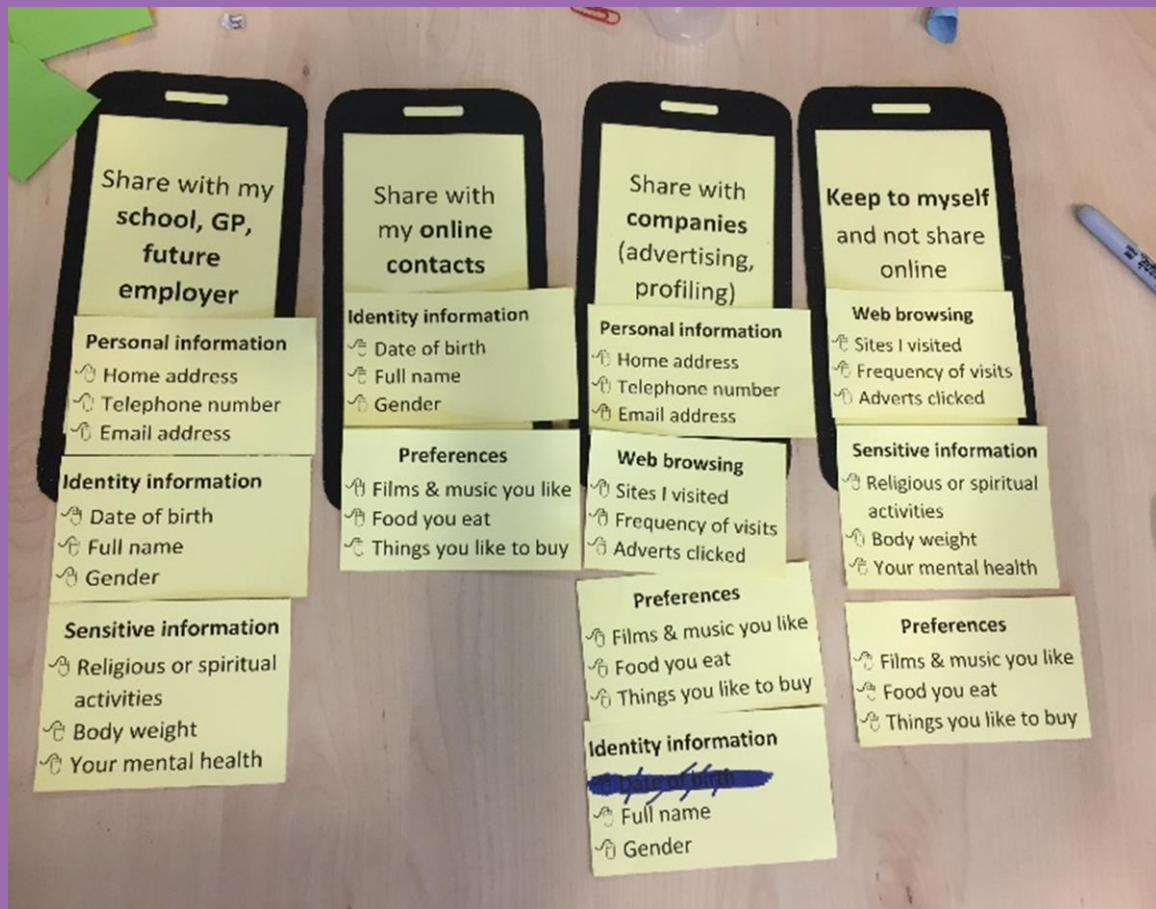 Share with my
school, GP,
future
employer
Personal information
Home address
Telephone number
Email address
Identity information
Date of birth
Full name
Gender
Sensitive information
Religious or spiritual
activities
Body weight
Your mental health
Share with
my online
contacts
Identity information
Date of birth
Full name
Gender
Preferences
Films & music you like
Food you eat
Things you like to buy
Share with
companies
(advertising,
profiling)
Personal information
Home address
Telephone number
Email address
Web browsing
Sites I visited
Frequency of visits
Adverts clicked
Preferences
Films & music you like
Food you eat
Things you like to buy
Identity information
Date of birth
Full name
Gender
Keep to myself
and not share
online
Web browsing
Sites I visited
Frequency of visits
Adverts clicked
Sensitive information
Religious or spiritual
activities
Body weight
Your mental health
Preferences
Films & music you like
Food you eat
Things you like to buy